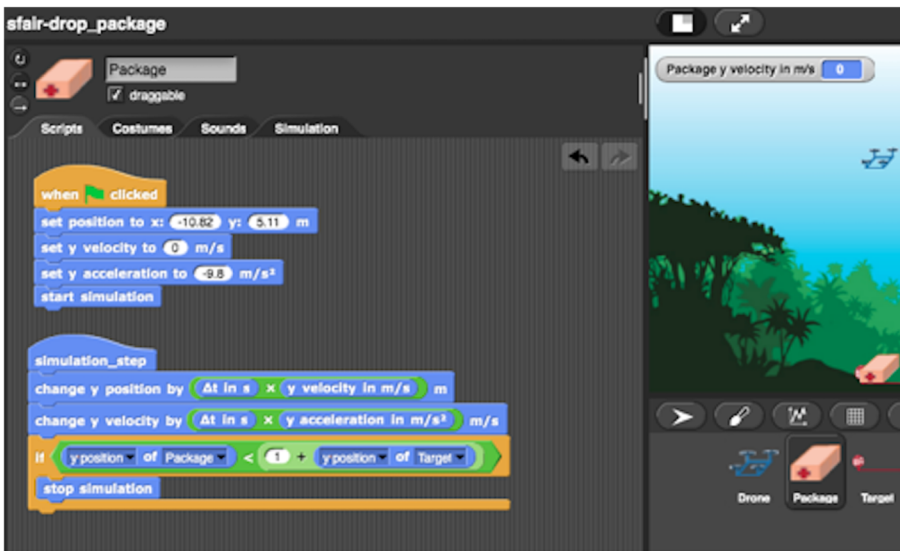 sfair-drop_package
Package
draggable
Scripts Costumes Sounds Simulation
Package y velocity in m/s 0
when clicked
set position to x: -10.82 y: 5.11 m
set y velocity to 0 m/s
set y acceleration to -9.8 m/s²
start simulation
simulation_step
change y position by Δt in s × y velocity in m/s m
change y velocity by Δt in s × y acceleration in m/s² m/s
if y position of Package < 1 + y position of Target
stop simulation
Drone Package Target